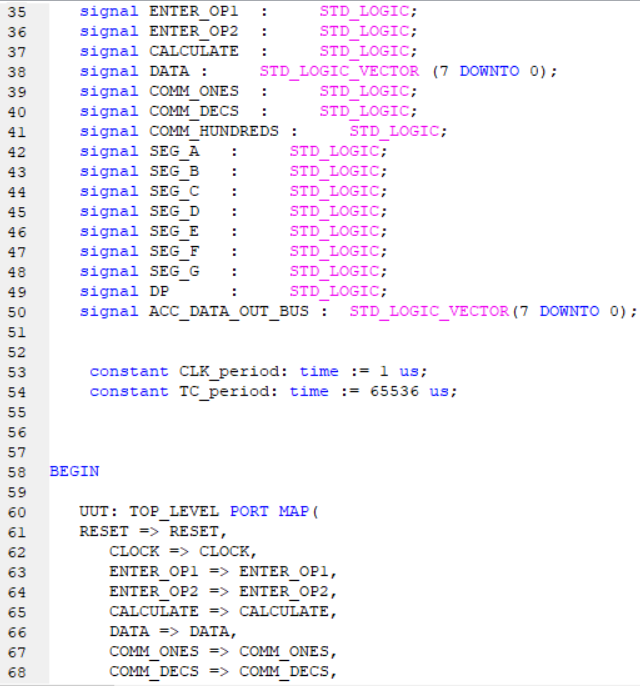 35 signal ENTER_OP1 : STD_LOGIC;
36 signal ENTER_OP2 : STD_LOGIC;
37 signal CALCULATE : STD_LOGIC;
38 signal DATA : STD_LOGIC_VECTOR (7 DOWNTO 0);
39 signal COMM_ONES : STD_LOGIC;
40 signal COMM_DECS : STD_LOGIC;
41 signal COMM_HUNDREDS : STD_LOGIC;
42 signal SEG_A : STD_LOGIC;
43 signal SEG_B : STD_LOGIC;
44 signal SEG_C : STD_LOGIC;
45 signal SEG_D : STD_LOGIC;
46 signal SEG_E : STD_LOGIC;
47 signal SEG_F : STD_LOGIC;
48 signal SEG_G : STD_LOGIC;
49 signal DP : STD_LOGIC;
50 signal ACC_DATA_OUT_BUS : STD_LOGIC_VECTOR(7 DOWNTO 0);
51
52
53 constant CLK_period: time := 1 us;
54 constant TC_period: time := 65536 us;
55
56
57
58 BEGIN
59
60 UUT: TOP_LEVEL PORT MAP(
61 RESET => RESET,
62 CLOCK => CLOCK,
63 ENTER_OP1 => ENTER_OP1,
64 ENTER_OP2 => ENTER_OP2,
65 CALCULATE => CALCULATE,
66 DATA => DATA,
67 COMM_ONES => COMM_ONES,
68 COMM_DECS => COMM_DECS,